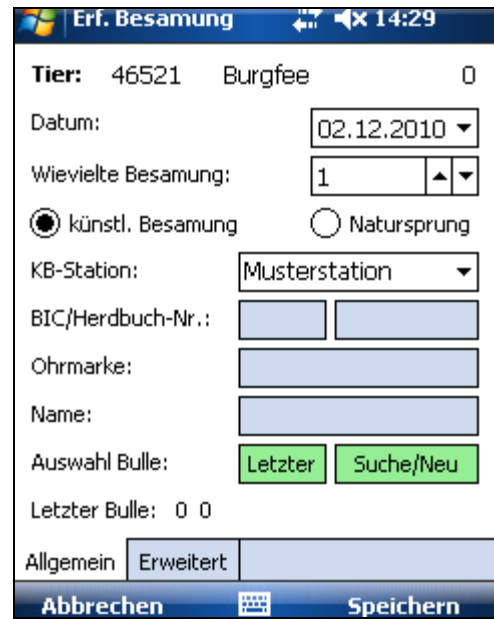 Erf. Besamung 14:29
Tier: 46521 Burgfee 0
Datum: 02.12.2010
Wievielte Besamung: 1
künstl. Besamung Natursprung
KB-Station: Musterstation
BIC/Herdbuch-Nr.:
Ohrmarke:
Name:
Auswahl Bulle: Letzter Suche/Neu
Letzter Bulle: 0 0
Allgemein Erweitert
Abbrechen Speichern